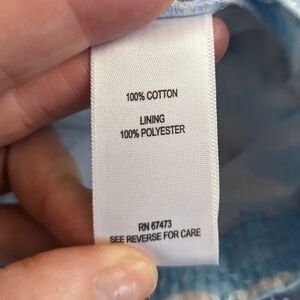 100% COTTON
LINING
100% POLYESTER
RN 67473
SEE REVERSE FOR CARE